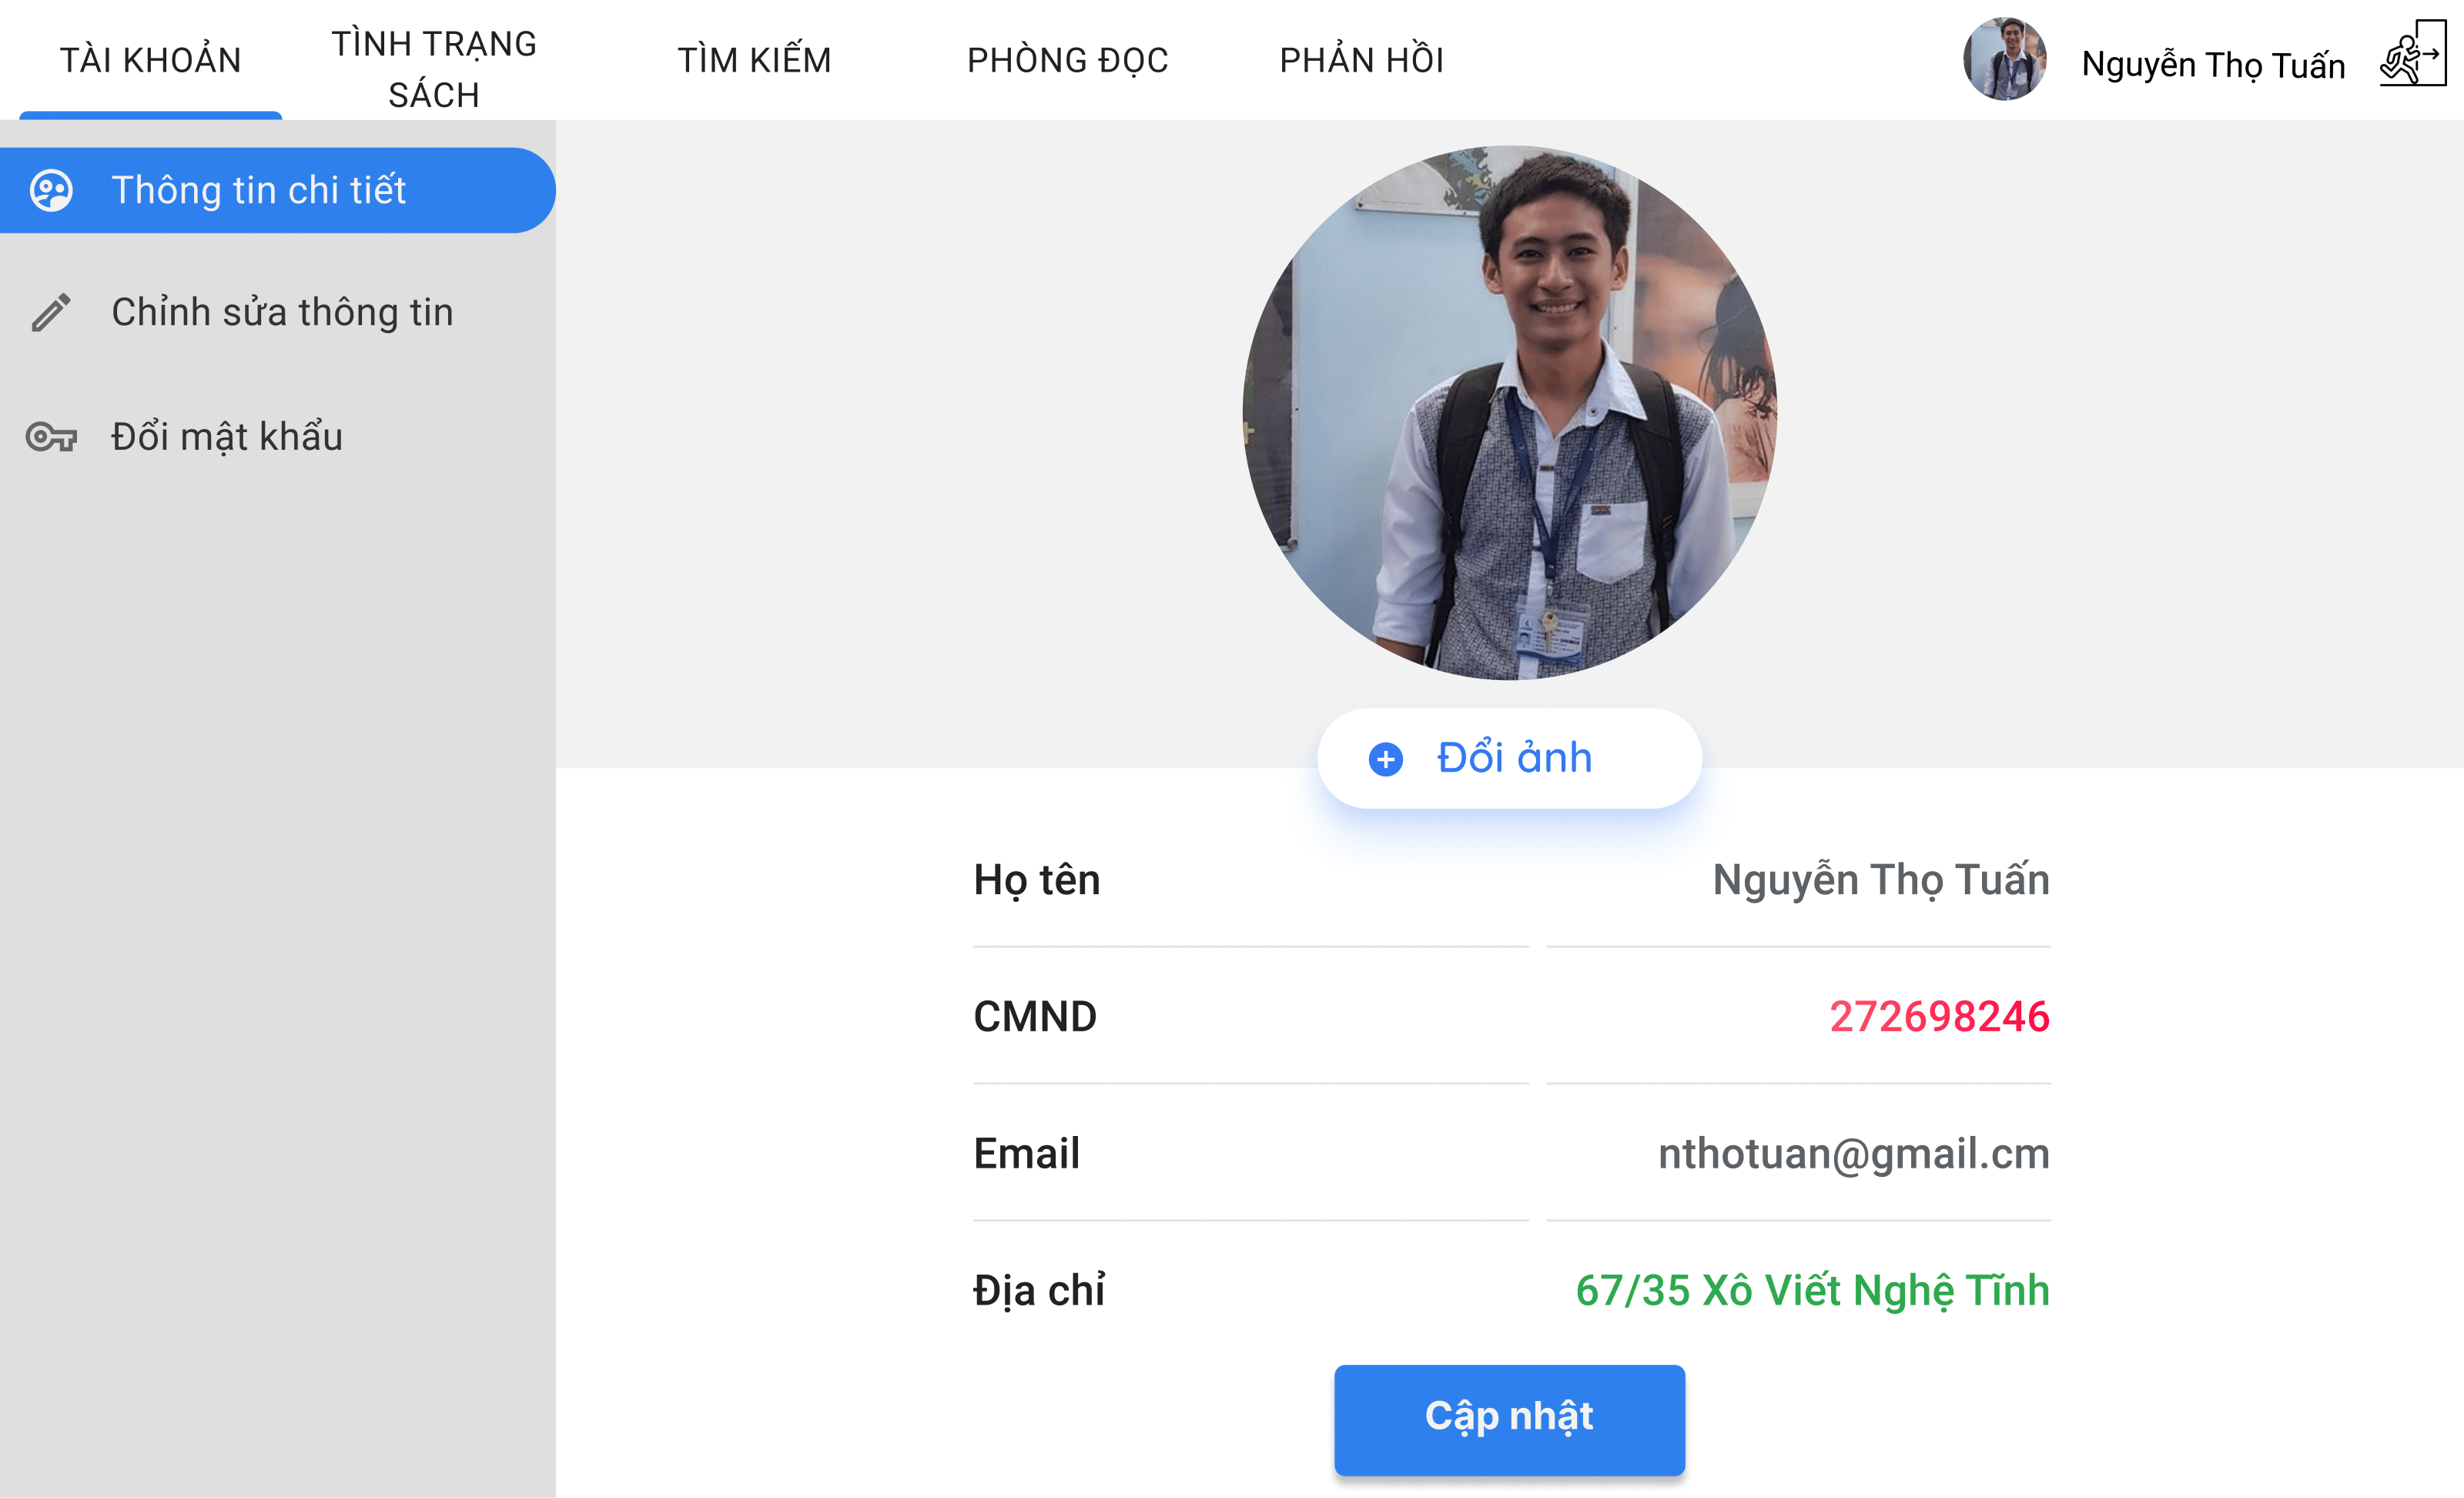 TÀI KHOẢN
TÌNH TRẠNG
SÁCH
TÌM KIẾM
PHÒNG ĐỌC
PHẢN HỒI
Nguyễn Thọ Tuấn
Thông tin chi tiết
Chỉnh sửa thông tin
Đổi mật khẩu
Đổi ảnh
Họ tên
Nguyễn Thọ Tuấn
CMND
272698246
Email
nthotuan@gmail.cm
Địa chỉ
67/35 Xô Viết Nghệ Tĩnh
Cập nhật